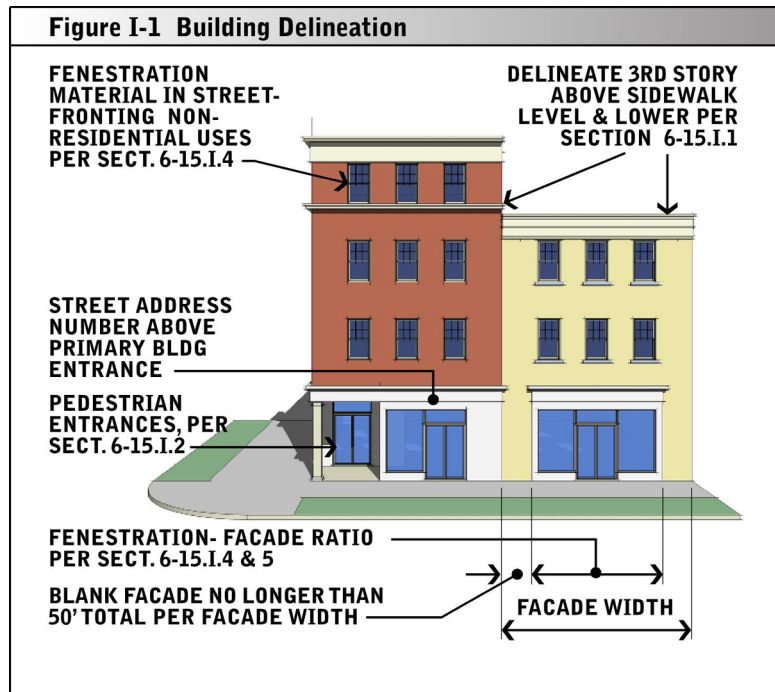 Figure I-1 Building Delineation
FENESTRATION
MATERIAL IN STREET-
FRONTING NON-
RESIDENTIAL USES
PER SECT. 6-15.I.4
DELINEATE 3RD STORY
ABOVE SIDEWALK
LEVEL & LOWER PER
SECTION 6-15.I.1
STREET ADDRESS
NUMBER ABOVE
PRIMARY BLDG
ENTRANCE
PEDESTRIAN
ENTRANCES, PER
SECT. 6-15.I.2
FENESTRATION- FACADE RATIO
PER SECT. 6-15.I.4 & 5
BLANK FACADE NO LONGER THAN
50' TOTAL PER FACADE WIDTH
FACADE WIDTH